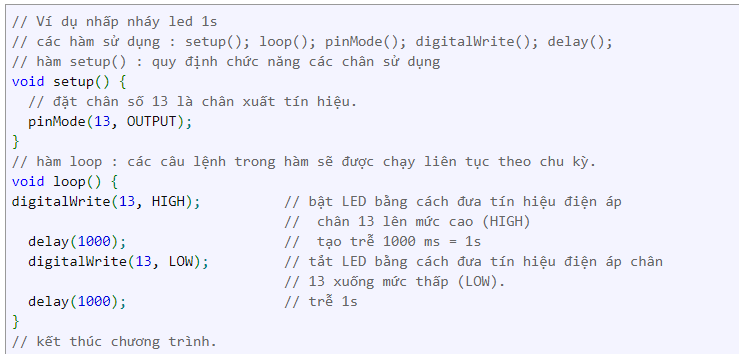 // Ví dụ nhấp nháy led 1s
// các hàm sử dụng : setup(); loop(); pinMode(); digitalWrite(); delay();
// hàm setup() : quy định chức năng các chân sử dụng
void setup() {
  // đặt chân số 13 là chân xuất tín hiệu.
  pinMode(13, OUTPUT);
}
// hàm loop : các câu lệnh trong hàm sẽ được chạy liên tục theo chu kỳ.
void loop() {
digitalWrite(13, HIGH);          // bật LED bằng cách đưa tín hiệu điện áp
                                 //  chân 13 lên mức cao (HIGH)
  delay(1000);                   //  tạo trễ 1000 ms = 1s
  digitalWrite(13, LOW);         // tắt LED bằng cách đưa tín hiệu điện áp chân
                                 // 13 xuống mức thấp (LOW).
  delay(1000);                   // trễ 1s
}
// kết thúc chương trình.